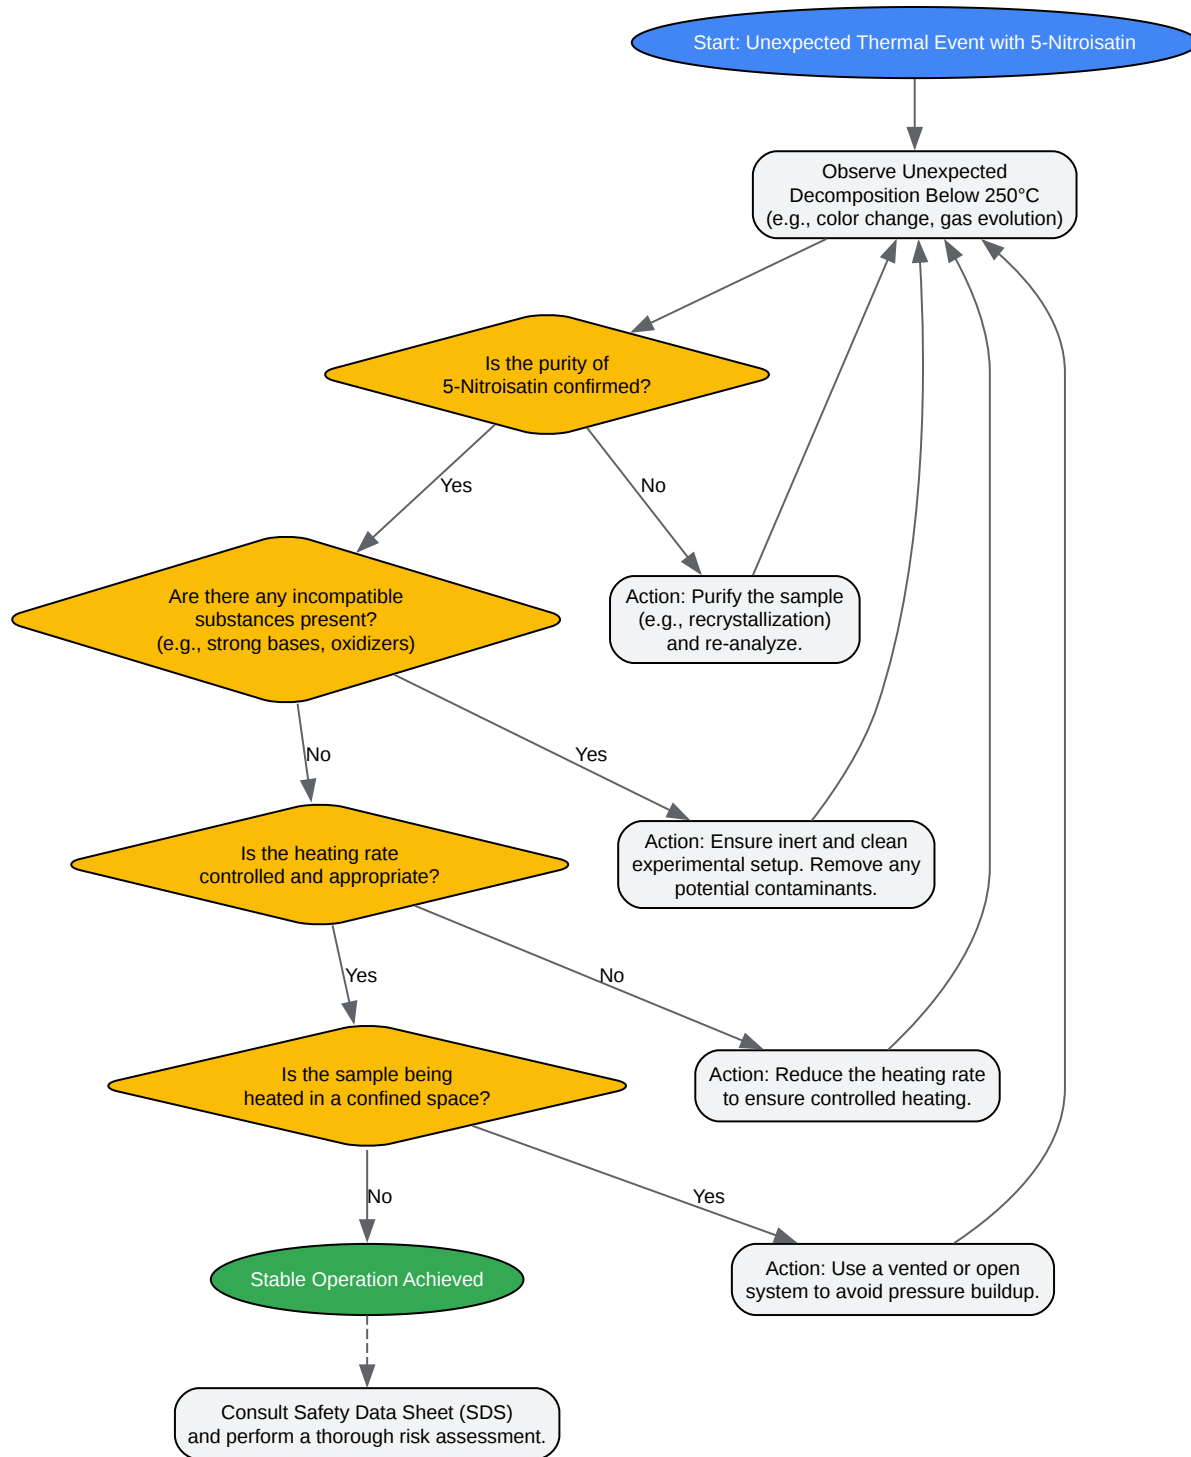 Start: Unexpected Thermal Event with 5-Nitroisatin
Observe Unexpected
Decomposition Below 250°C
(e.g., color change, gas evolution)
Is the purity of
5-Nitroisatin confirmed?
Yes
No
Are there any incompatible
substances present?
(e.g., strong bases, oxidizers)
Action: Purify the sample
(e.g., recrystallization)
and re-analyze.
No
Yes
Is the heating rate
controlled and appropriate?
Action: Ensure inert and clean
experimental setup. Remove any
potential contaminants.
Yes
No
Is the sample being
heated in a confined space?
Action: Reduce the heating rate
to ensure controlled heating.
No
Yes
Stable Operation Achieved
Action: Use a vented or open
system to avoid pressure buildup.
Consult Safety Data Sheet (SDS)
and perform a thorough risk assessment.